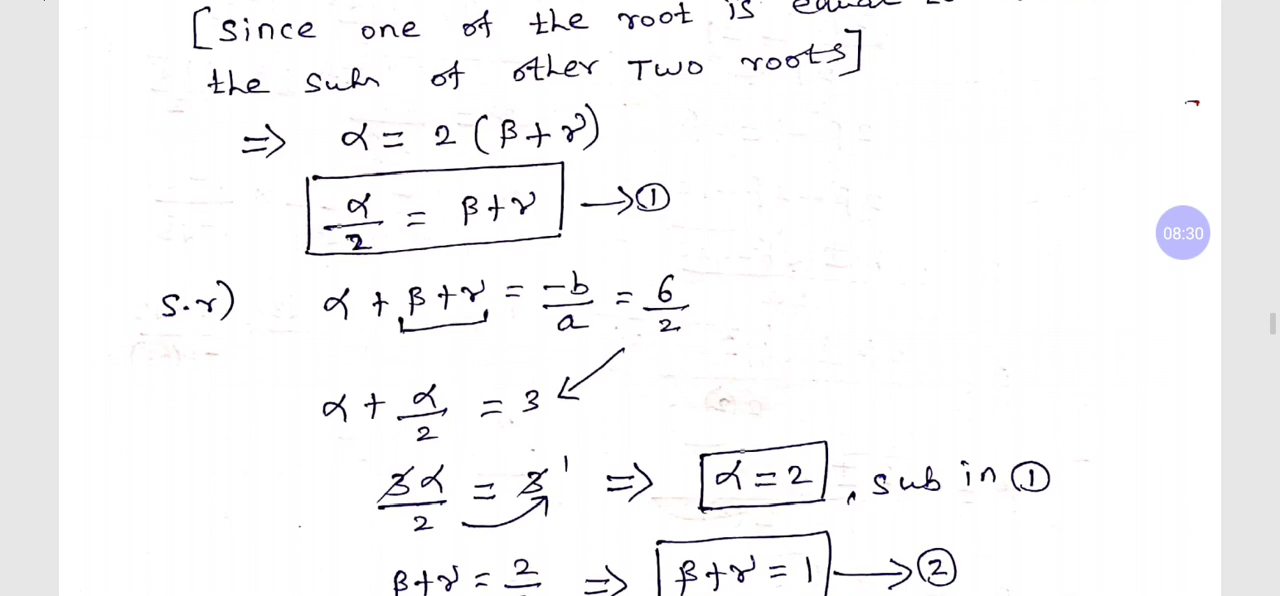 [Since one of the root is
the sum of other TWO roots]
=> α = 2 (β+γ)
α/2 = β+γ → ①
08:30
S.r) α + β+γ = -b/a = 6/2
α + α/2 = 3
3α/2 = 3 1 => α = 2, sub in ①
β+γ = 2/ => β+γ = 1 → ②